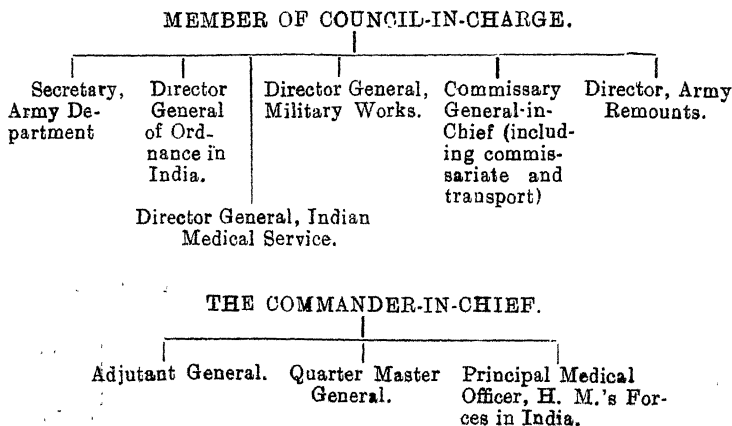 MEMBER OF COUNCIL-IN-CHARGE.
Secretary,
Army De-
partment
Director
General
of Ord-
nance in
India.
Director General,
Military Works.
Commissary
General-in-
Chief (includ-
ing commis-
sariate and
transport)
Director, Army
Remounts.
Director General, Indian
Medical Service.
THE COMMANDER-IN-CHIEF.
Adjutant General.
Quarter Master
General.
Principal Medical
Officer, H. M.'s For-
ces in India.